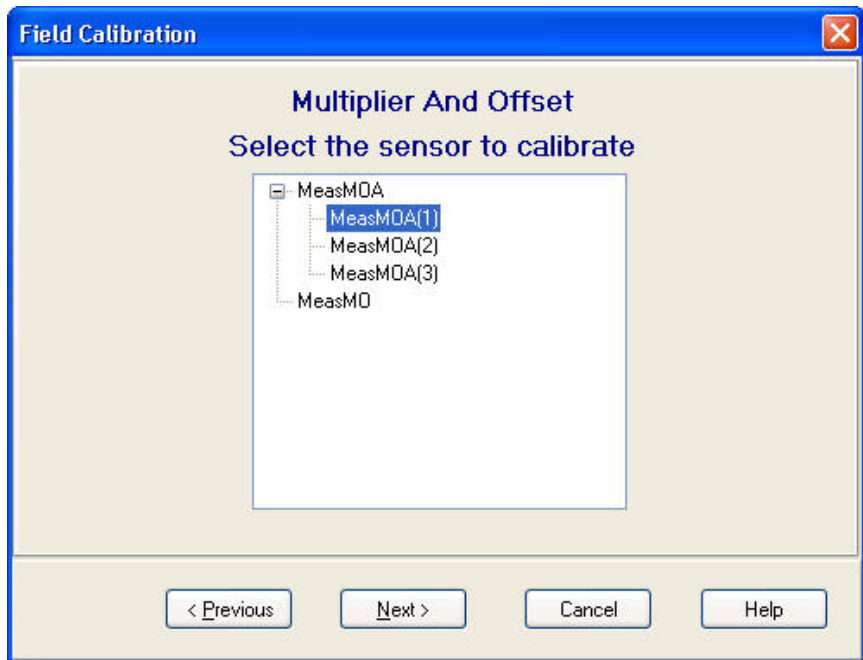 Field Calibration
Multiplier And Offset
Select the sensor to calibrate
MeasMOA
MeasMOA(1)
MeasMOA(2)
MeasMOA(3)
MeasMO
< Previous
Next >
Cancel
Help